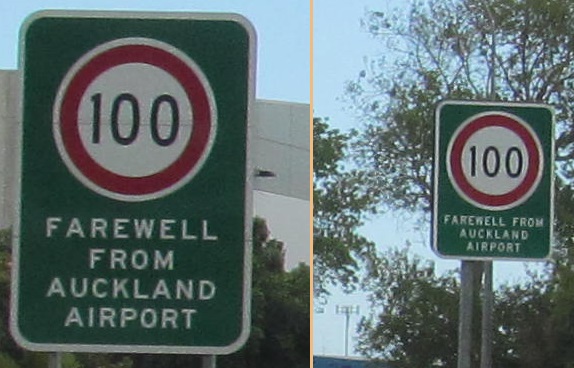 100
FAREWELL
FROM
AUCKLAND
AIRPORT
100
FAREWELL FROM
AUCKLAND
AIRPORT